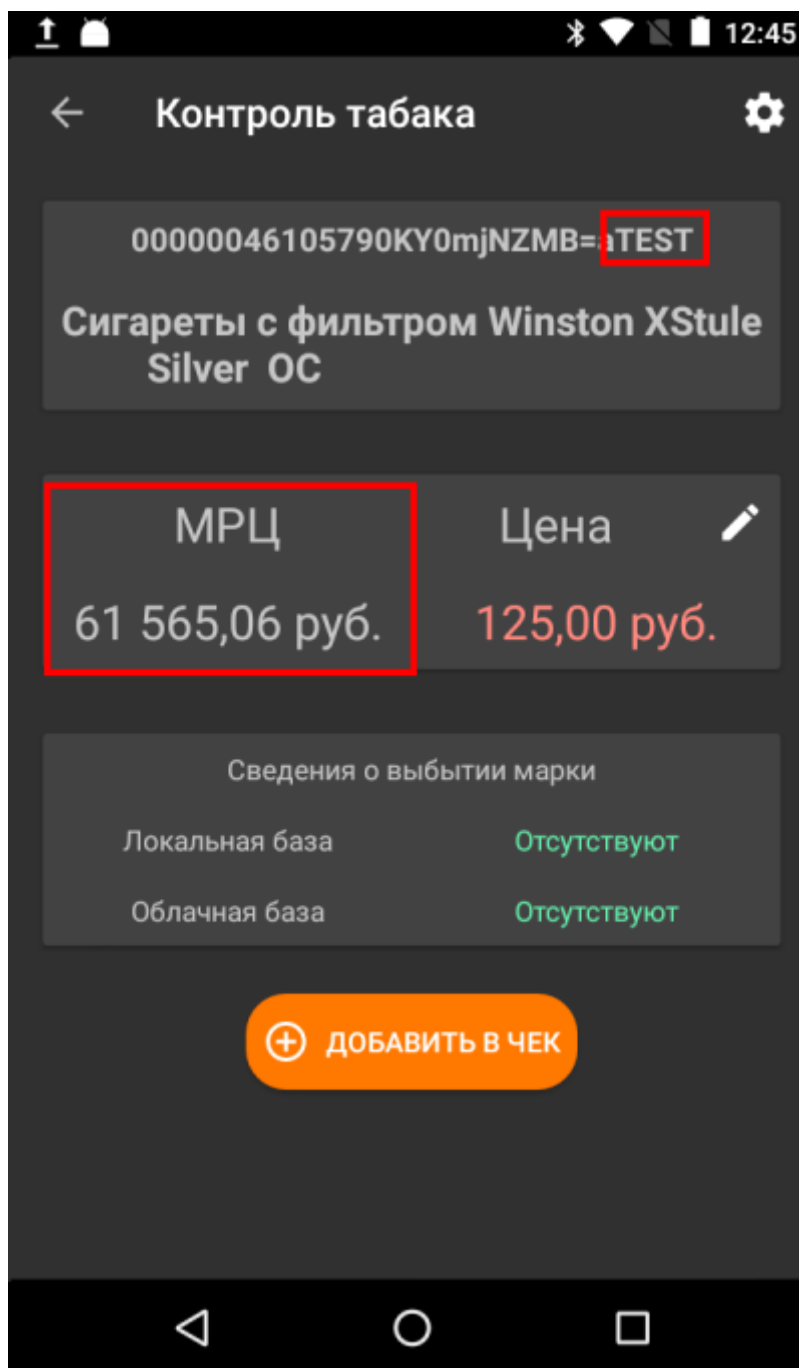 12:45
Контроль табака
00000046105790KY0mjNZMB=aTEST
Сигареты с фильтром Winston XStule
Silver OC
МРЦ
Цена
61 565,06 руб.
125,00 руб.
Сведения о выбытии марки
Локальная база
Отсутствуют
Облачная база
Отсутствуют
ДОБАВИТЬ В ЧЕК